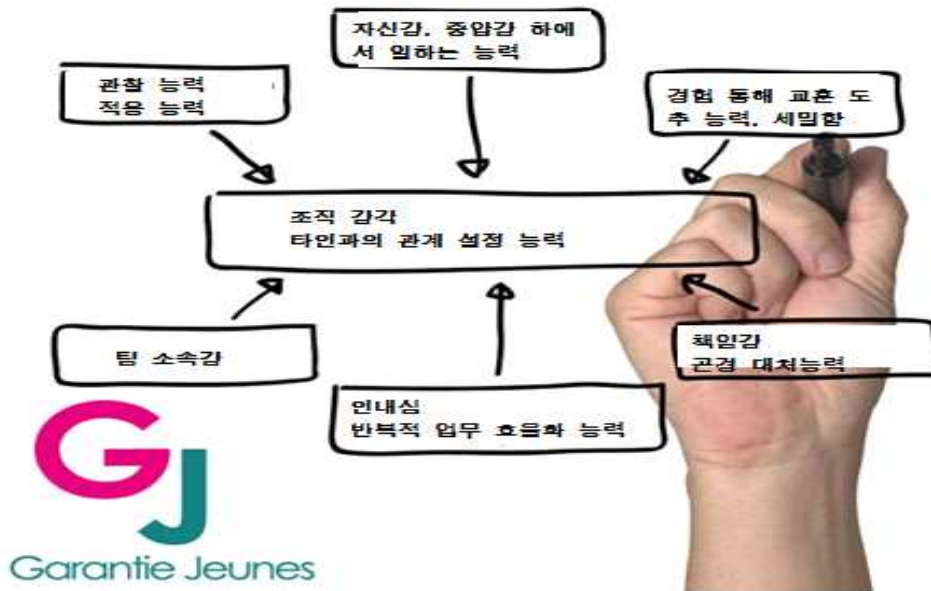 자신감. 중압감 하에
서 일하는 능력
관찰 능력
적용 능력
경험 통해 교훈 도
추 능력. 세밀함
조직 감각
타인과의 관계 설정 능력
팀 소속감
책임감
곤경 대처능력
인내심
반복적 업무 효율화 능력
GJ
Garantie Jeunes